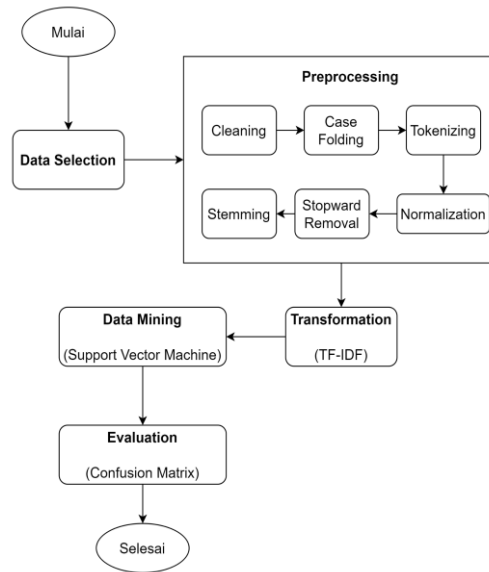 Mulai
Data Selection
Preprocessing
Cleaning
Case
Folding
Tokenizing
Normalization
Stopward
Removal
Stemming
Transformation
(TF-IDF)
Data Mining
(Support Vector Machine)
Evaluation
(Confusion Matrix)
Selesai